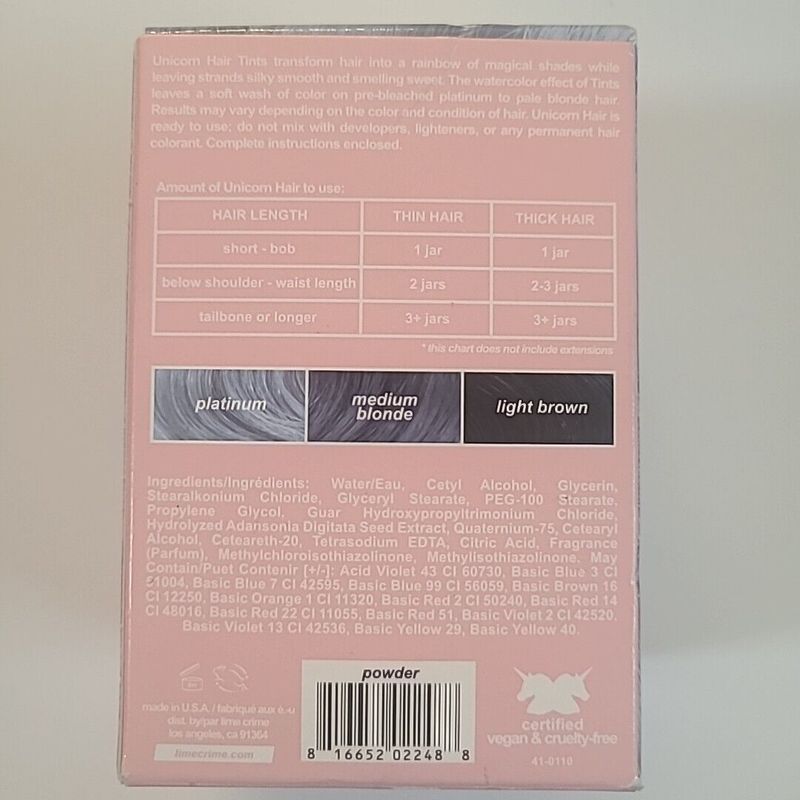 Unicorn Hair Tints transform hair into a rainbow of magical shades while
leaving strands silky smooth and smelling sweet. The watercolor effect of Tints
leaves a soft wash of color on pre-bleached platinum to pale blonde hair.
Results may vary depending on the color and condition of hair. Unicorn Hair is
ready to use; do not mix with developers, lighteners, or any permanent hair
colorant. Complete instructions enclosed.
Amount of Unicorn Hair to use:
HAIR LENGTH THIN HAIR THICK HAIR
short - bob 1 jar 1 jar
below shoulder - waist length 2 jars 2-3 jars
tailbone or longer 3+ jars 3+ jars
* this chart does not include extensions
platinum
medium
blonde
light brown
Ingredients/Ingrédients: Water/Eau, Cetyl Alcohol, Glycerin,
Stearalkonium Chloride, Glyceryl Stearate, PEG-100 Stearate,
Propylene Glycol, Guar Hydroxypropyltrimonium Chloride,
Hydrolyzed Adansonia Digitata Seed Extract, Quaternium-75, Cetearyl
Alcohol, Ceteareth-20, Tetrasodium EDTA, Citric Acid, Fragrance
(Parfum), Methylchloroisothiazolinone, Methylisothiazolinone. May
Contain/Puet Contenir [+/-]: Acid Violet 43 CI 60730, Basic Blue 3 CI
51004, Basic Blue 7 CI 42595, Basic Blue 99 CI 56059, Basic Brown 16
CI 12250, Basic Orange 1 CI 11320, Basic Red 2 CI 50240, Basic Red 14
CI 48016, Basic Red 22 CI 11055, Basic Red 51, Basic Violet 2 CI 42520,
Basic Violet 13 CI 42536, Basic Yellow 29, Basic Yellow 40.
made in U.S.A. / fabriqué aux é.-u
dist. by/par lime crime
los angeles, ca 91364
limecrime.com
powder
8 16652 02248 8
certified
vegan & cruelty-free
41-0110